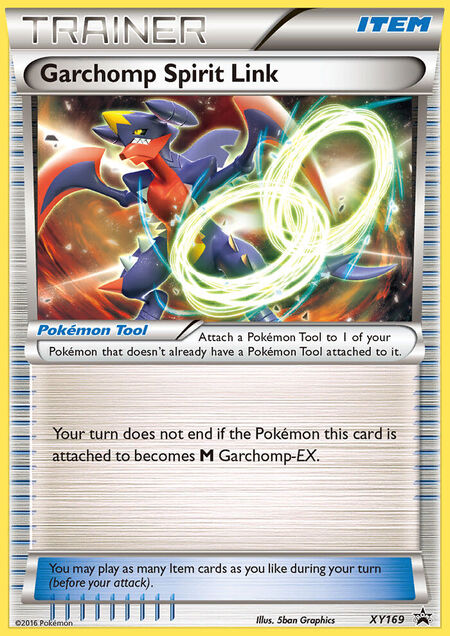 TRAINER
ITEM
Garchomp Spirit Link
Pokémon Tool
Attach a Pokémon Tool to 1 of your
Pokémon that doesn't already have a Pokémon Tool attached to it.
Your turn does not end if the Pokémon this card is
attached to becomes M Garchomp-EX.
You may play as many Item cards as you like during your turn
(before your attack).
©2016 Pokémon
Illus. 5ban Graphics
XY169